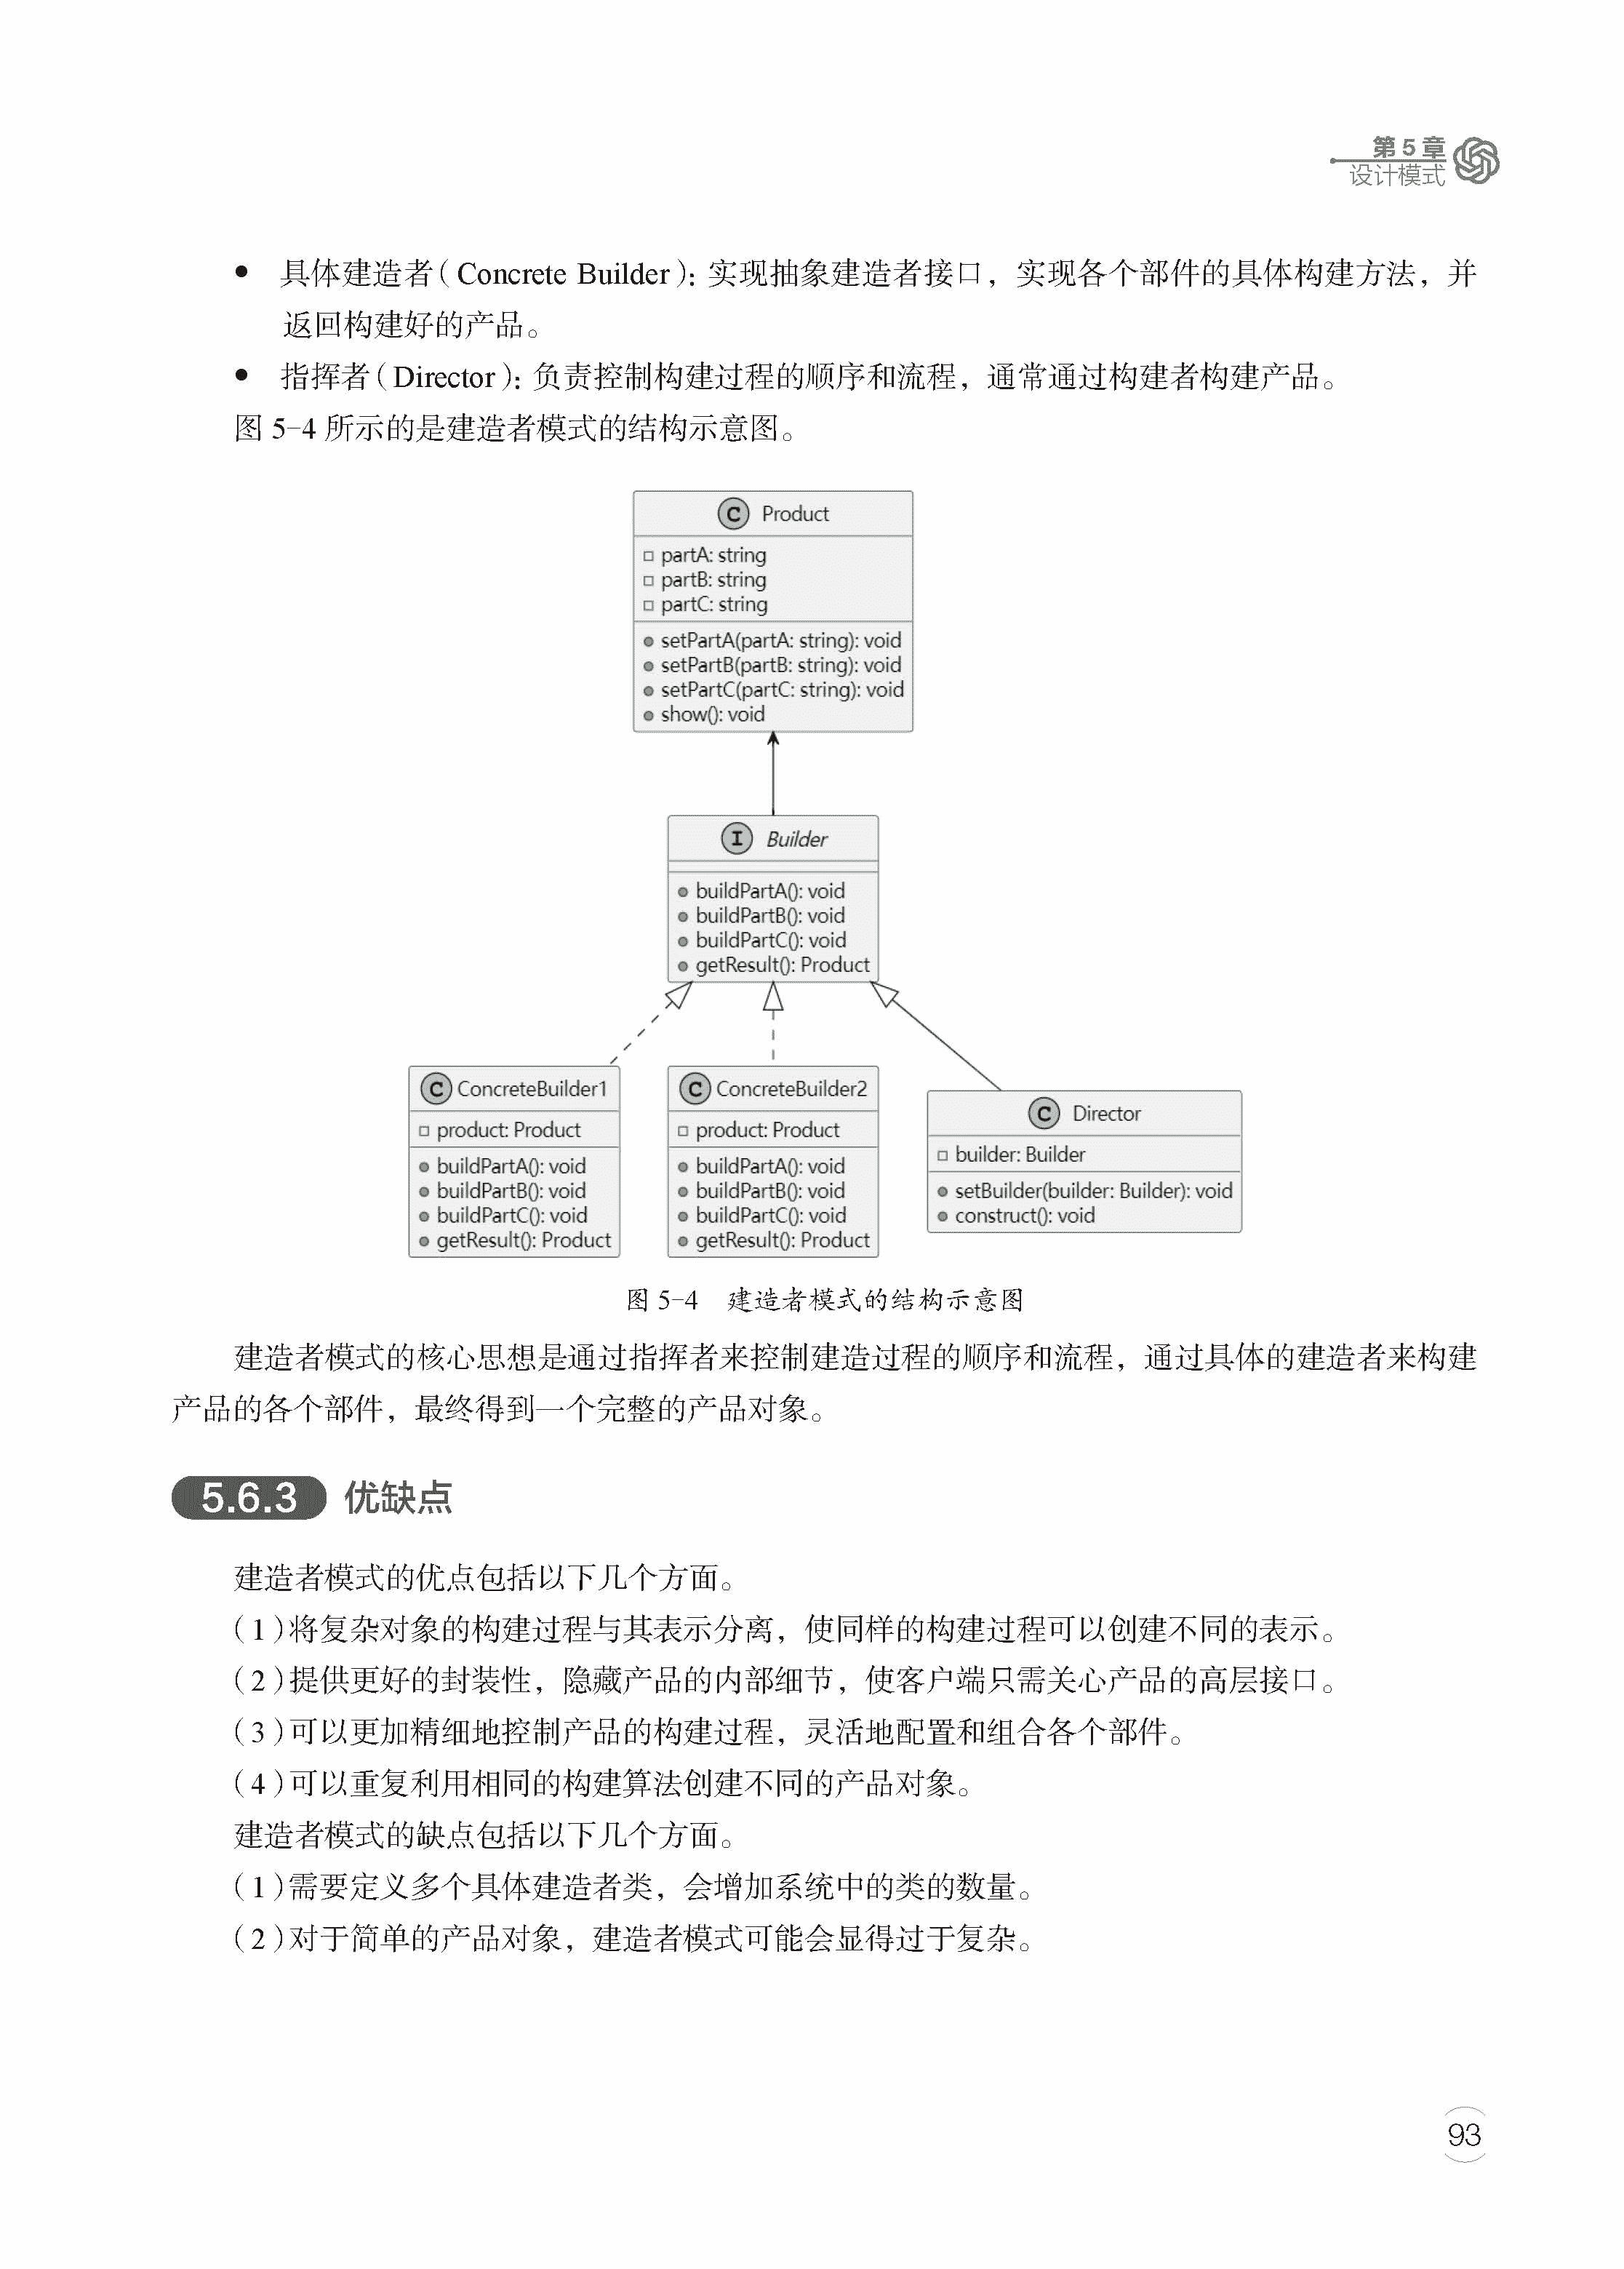 第5章
设计模式
● 具体建造者（Concrete Builder）：实现抽象建造者接口，实现各个部件的具体构建方法，并
返回构建好的产品。
● 指挥者（Director）：负责控制构建过程的顺序和流程，通常通过构建者构建产品。
图 5-4 所示的是建造者模式的结构示意图。
C Product
partA: string
partB: string
partC: string
setPartA(partA: string): void
setPartB(partB: string): void
setPartC(partC: string): void
show(): void
I Builder
buildPartA(): void
buildPartB(): void
buildPartC(): void
getResult(): Product
C ConcreteBuilder1
product: Product
buildPartA(): void
buildPartB(): void
buildPartC(): void
getResult(): Product
C ConcreteBuilder2
product: Product
buildPartA(): void
buildPartB(): void
buildPartC(): void
getResult(): Product
C Director
builder: Builder
setBuilder(builder: Builder): void
construct(): void
图 5-4 建造者模式的结构示意图
建造者模式的核心思想是通过指挥者来控制建造过程的顺序和流程，通过具体的建造者来构建
产品的各个部件，最终得到一个完整的产品对象。
5.6.3 优缺点
建造者模式的优点包括以下几个方面。
（1）将复杂对象的构建过程与其表示分离，使同样的构建过程可以创建不同的表示。
（2）提供更好的封装性，隐藏产品的内部细节，使客户端只需关心产品的高层接口。
（3）可以更加精细地控制产品的构建过程，灵活地配置和组合各个部件。
（4）可以重复利用相同的构建算法创建不同的产品对象。
建造者模式的缺点包括以下几个方面。
（1）需要定义多个具体建造者类，会增加系统中的类的数量。
（2）对于简单的产品对象，建造者模式可能会显得过于复杂。
93